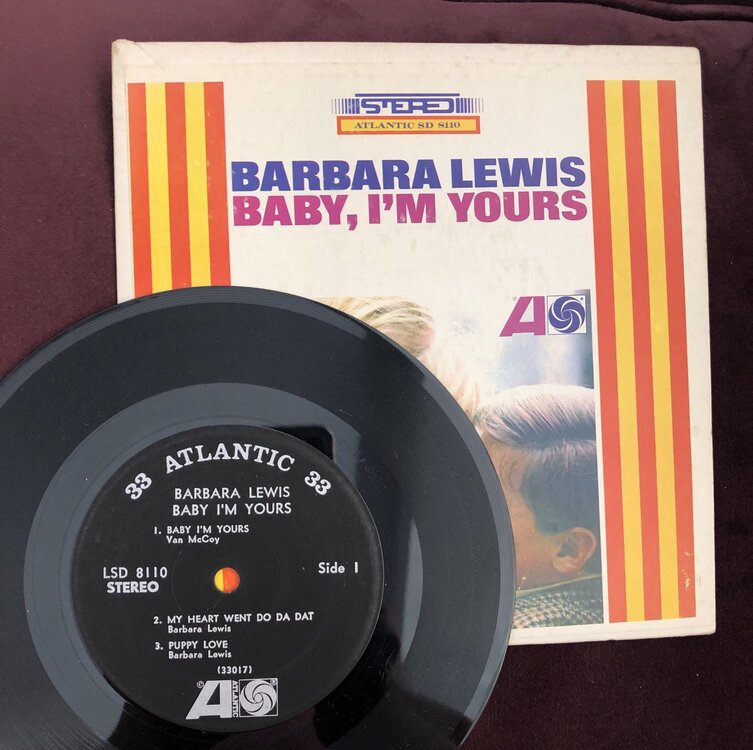 STEREO
ATLANTIC SD 8110
BARBARA LEWIS
BABY, I'M YOURS
33 ATLANTIC 33
BARBARA LEWIS
BABY I'M YOURS
1. BABY I'M YOURS
Van McCoy
LSD 8110
STEREO
Side 1
2. MY HEART WENT DO DA DAT
Barbara Lewis
3. PUPPY LOVE
Barbara Lewis
(33017)
ATLANTIC